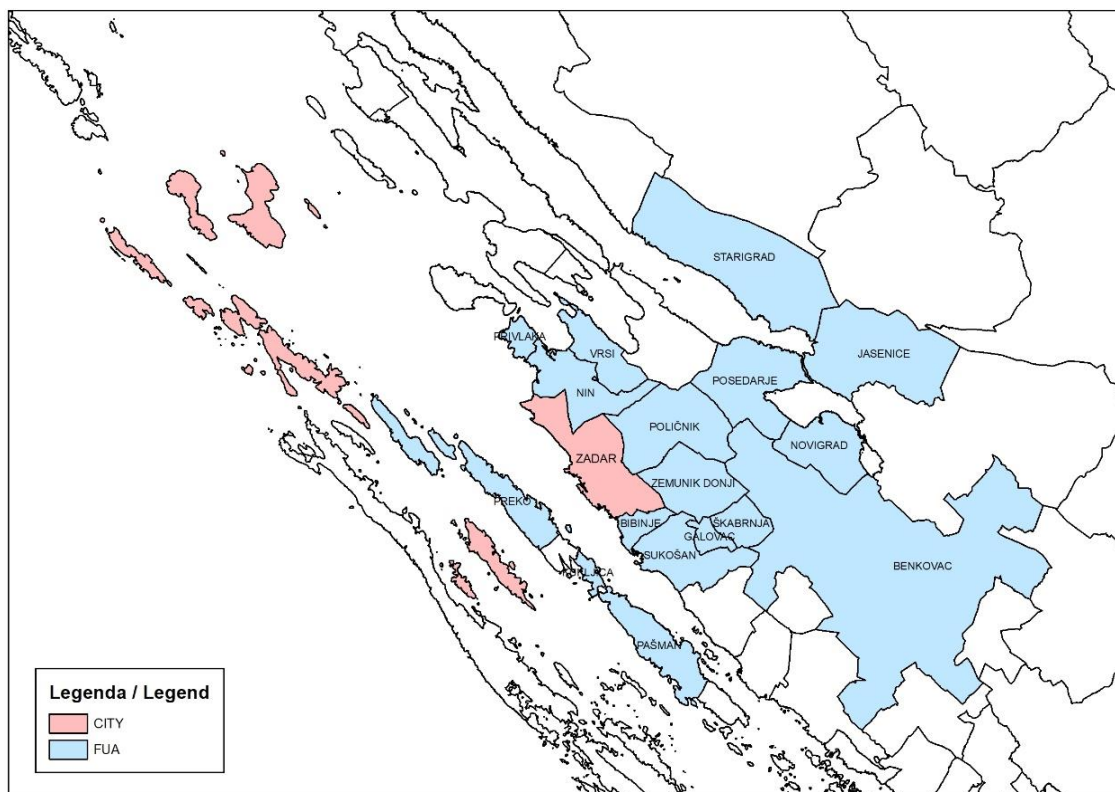 STARIGRAD
PRIVLAKA
VRSI
JASENICE
POSEDARJE
NIN
POLIČNIK
NOVIGRAD
ZADAR
ZEMUNIK DONJI
PREKO
BIBINJE
ŠKABRNJA
GALOVAC
SUKOŠAN
BENKOVAC
PAŠMAN
Legenda / Legend
CITY
FUA